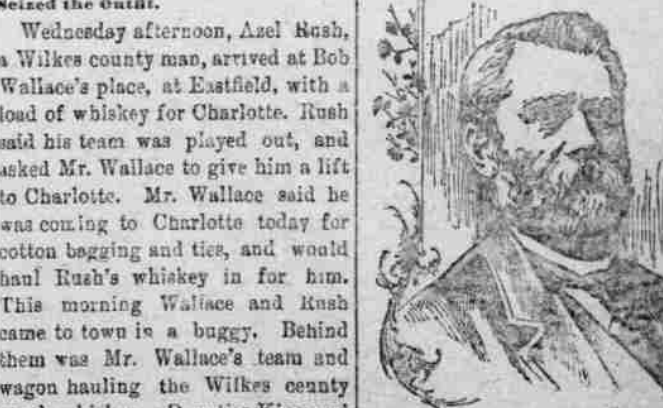 Seized the Outfit.
Wednesday afternoon, Azel Rush,
a Wilkes county man, arrived at Bob
Wallace's place, at Eastfield, with a
load of whiskey for Charlotte. Rush
said his team was played out, and
asked Mr. Wallace to give him a lift
to Charlotte. Mr. Wallace said he
was coming to Charlotte today for
cotton bagging and ties, and would
haul Rush's whiskey in for him.
This morning Wallace and Rush
came to town in a buggy. Behind
them was Mr. Wallace's team and
wagon hauling the Wilkes county